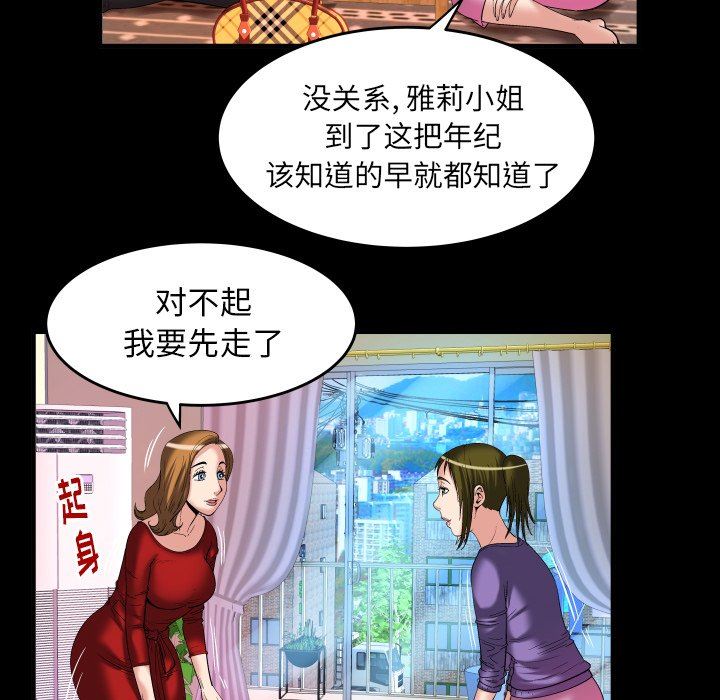 没关系，雅莉小姐
到了这把年纪
该知道的早就都知道了
对不起
我要先走了
起身